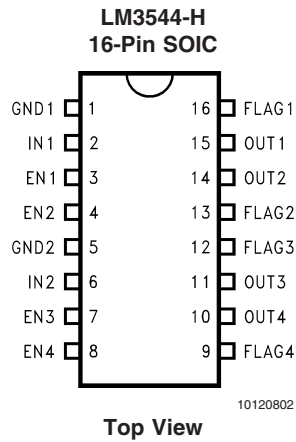 LM3544-H
16-Pin SOIC
GND1 1 16 FLAG1
IN1 2 15 OUT1
EN1 3 14 OUT2
EN2 4 13 FLAG2
GND2 5 12 FLAG3
IN2 6 11 OUT3
EN3 7 10 OUT4
EN4 8 9 FLAG4
10120802
Top View